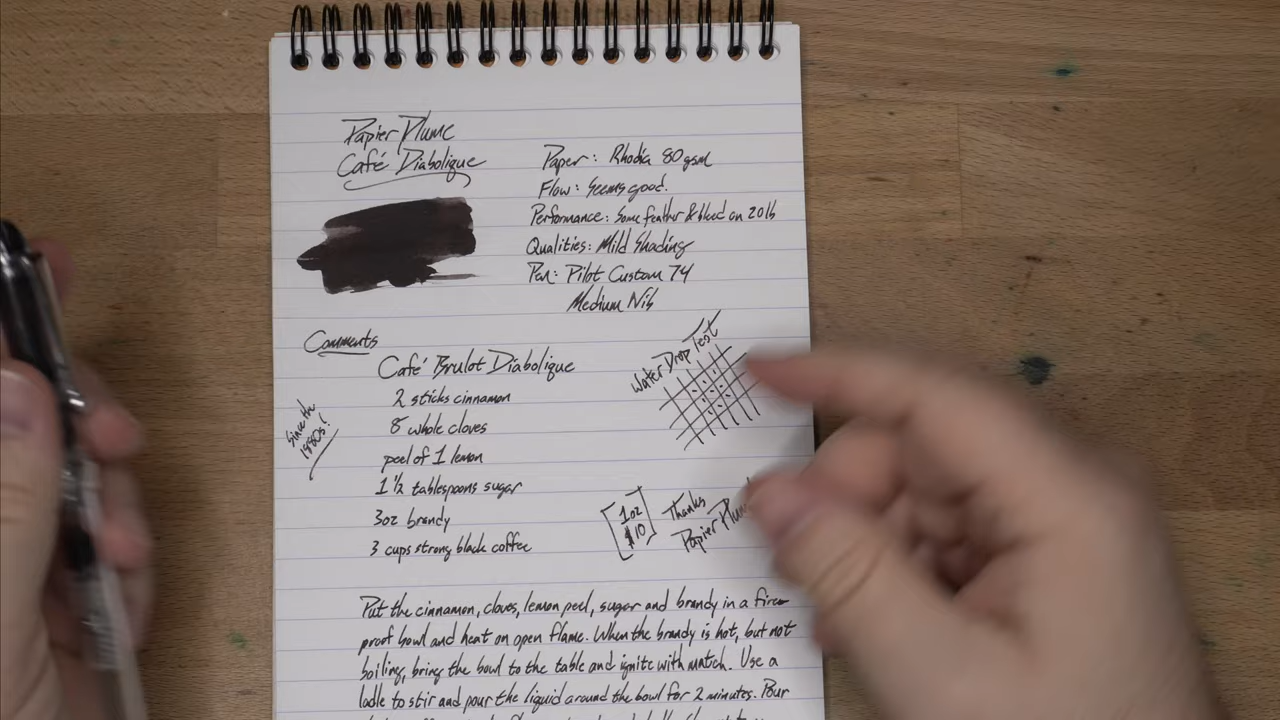 Papier Plume
Café Diabolique
Paper: Rhodia 80gsm
Flow: Seems good.
Performance: Some feather & bleed on 20lb
Qualities: Mild Shading
Pen: Pilot Custom 74
Medium Nib
Comments
Water Drop Test
Café Brulot Diabolique
2 sticks cinnamon
8 whole cloves
peel of 1 lemon
1 1/2 tablespoons sugar
3oz brandy
3 cups strong black coffee
Since the
1880s!
1oz
$10
Thanks
Papier Plum
Put the cinnamon, cloves, lemon peel, sugar and brandy in a fire
proof bowl and heat on open flame. When the brandy is hot, but not
boiling, bring the bowl to the table and ignite with match. Use a
ladle to stir and pour the liquid around the bowl for 2 minutes. Pour